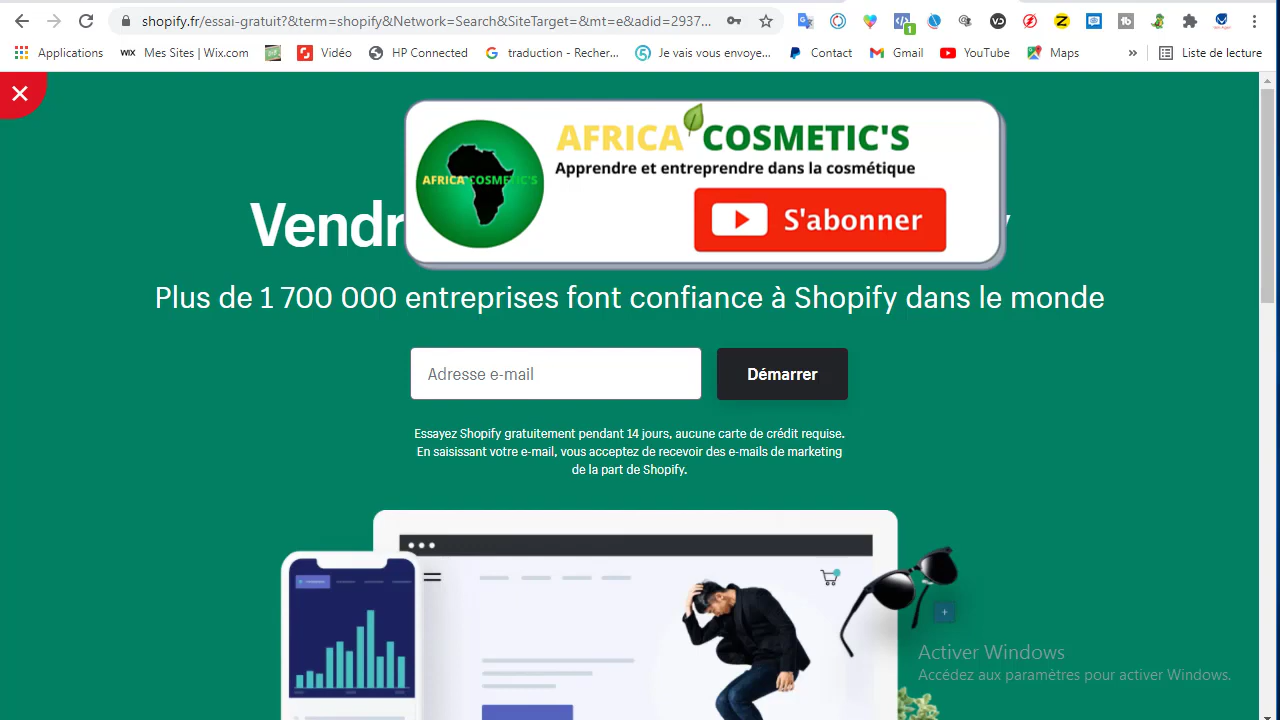 shopify.fr/essai-gratuit?&term=shopify&Network=Search&SiteTarget=&mt=e&adid=2937...
1
Applications
WIX Mes Sites | Wix.com
Vidéo
HP Connected
traduction - Recher...
Je vais vous envoye...
Contact
Gmail
YouTube
Maps
»
Liste de lecture
AFRICA COSMETIC'S
Apprendre et entreprendre dans la cosmétique
AFRICA COSMETIC'S
S'abonner
Vendr
Plus de 1 700 000 entreprises font confiance à Shopify dans le monde
Adresse e-mail
Démarrer
Essayez Shopify gratuitement pendant 14 jours, aucune carte de crédit requise.
En saisissant votre e-mail, vous acceptez de recevoir des e-mails de marketing
de la part de Shopify.
Activer Windows
Accédez aux paramètres pour activer Windows.